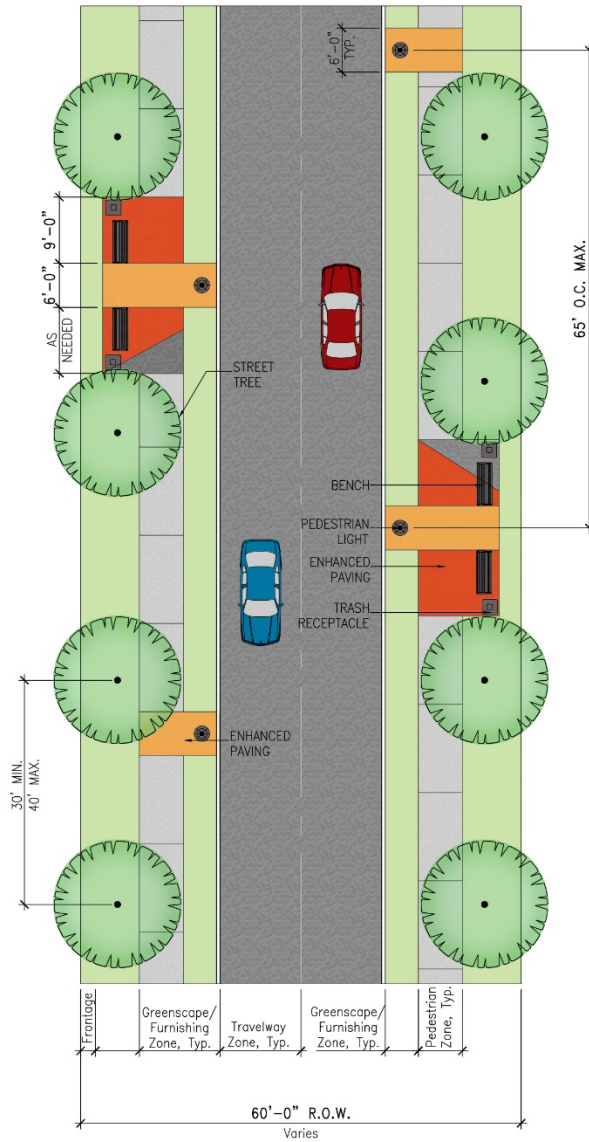 6'-0"
TYP.
65' O.C. MAX.
9'-0"
6'-0"
AS
NEEDED
STREET
TREE
BENCH
PEDESTRIAN
LIGHT
ENHANCED
PAVING
TRASH
RECEPTACLE
ENHANCED
PAVING
30' MIN.
40' MAX.
Frontage
Greenscape/
Furnishing
Zone, Typ.
Travelway
Zone, Typ.
Greenscape/
Furnishing
Zone, Typ.
Pedestrian
Zone, Typ.
60'-0" R.O.W.
Varies